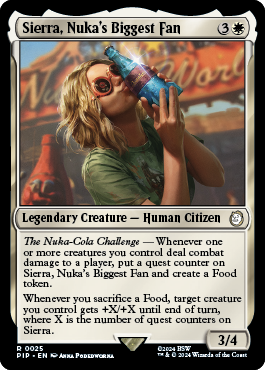 Sierra, Nuka's Biggest Fan 3
Legendary Creature — Human Citizen
The Nuka-Cola Challenge — Whenever one
or more creatures you control deal combat
damage to a player, put a quest counter on
Sierra, Nuka's Biggest Fan and create a Food
token.
Whenever you sacrifice a Food, target creature
you control gets +X/+X until end of turn,
where X is the number of quest counters on
Sierra.
3/4
R 0025
PIP • EN Anna Podedworna
©2024 BSW
™ & © 2024 Wizards of the Coast